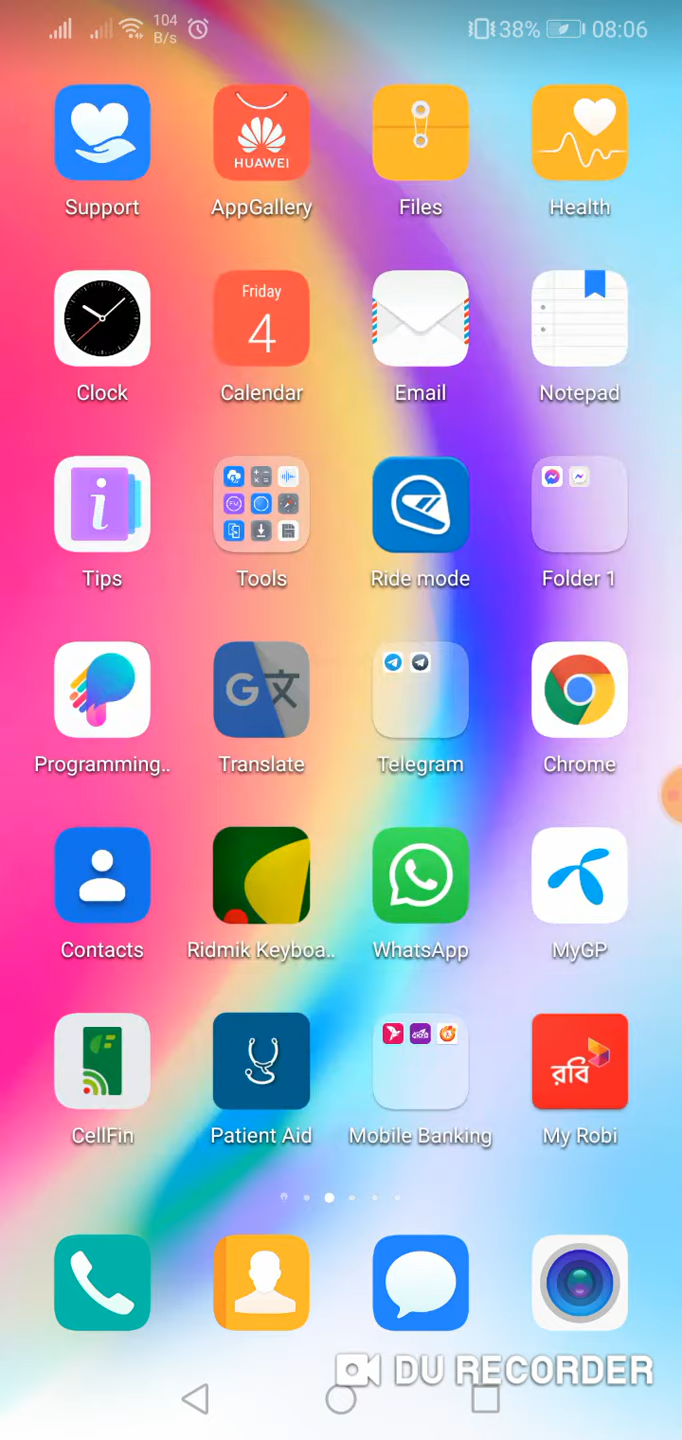 104
B/s
38%
08:06
HUAWEI
Support
AppGallery
Files
Health
Friday
4
Clock
Calendar
Email
Notepad
i
Tips
Tools
Ride mode
Folder 1
G文
Programming..
Translate
Telegram
Chrome
Contacts
Ridmik Keyboa..
WhatsApp
MyGP
রবি
CellFin
Patient Aid
Mobile Banking
My Robi
DU RECORDER